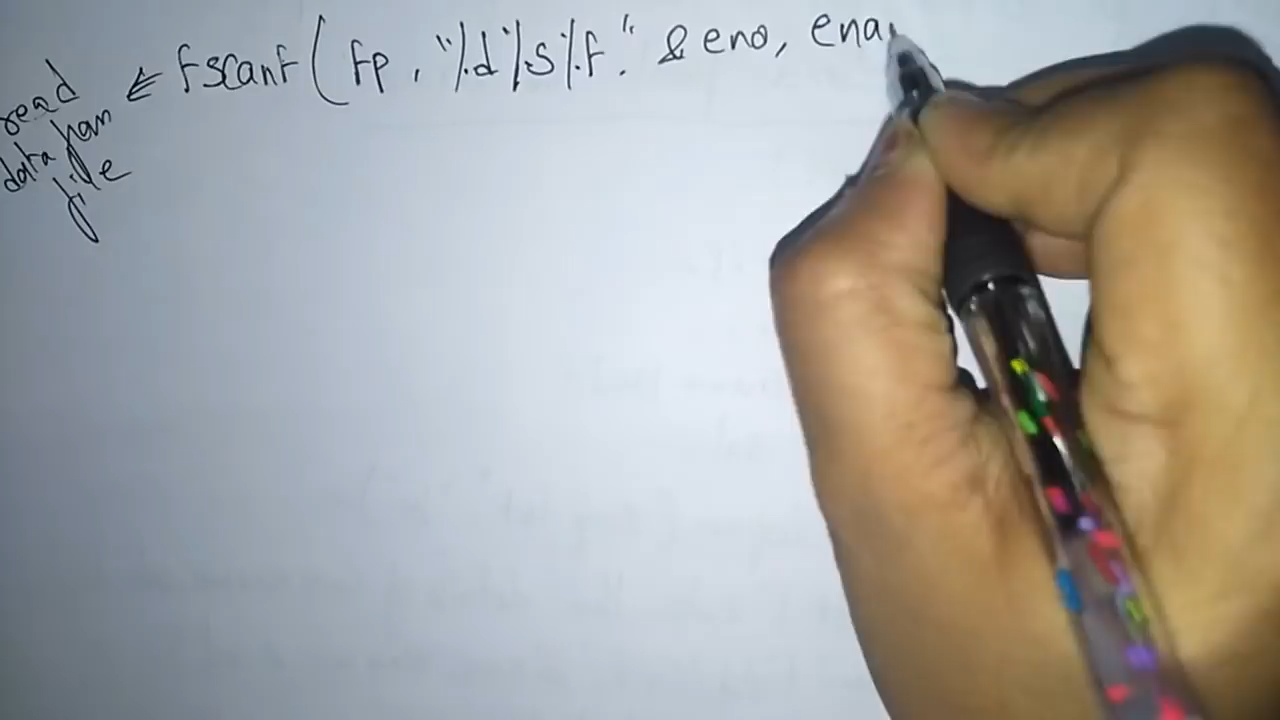 fscanf(fp, "%d%s%f." & eno, ena
read
data from
file